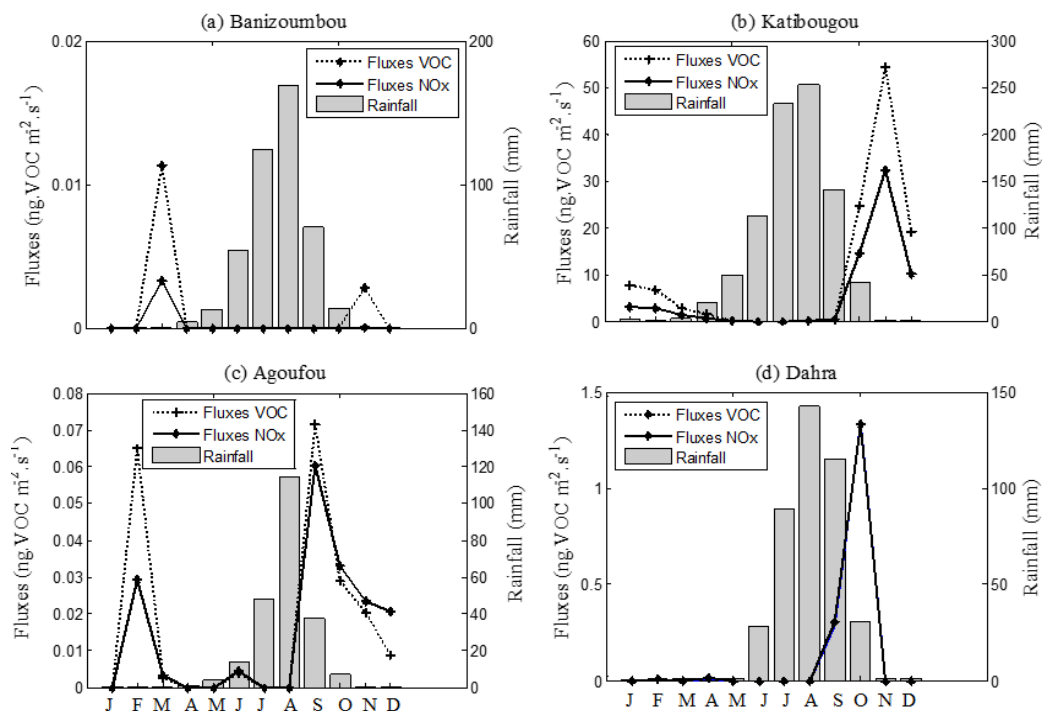 (a) Banizoumbou
Fluxes (ng.VOC m⁻².s⁻¹)
0.02
0.01
0
Fluxes VOC
Fluxes NOx
Rainfall
200
100
0
Rainfall (mm)
(b) Katibougou
Fluxes (ng.VOC m⁻².s⁻¹)
60
50
40
30
20
10
0
Fluxes VOC
Fluxes NOx
Rainfall
300
250
200
150
100
50
0
Rainfall (mm)
(c) Agoufou
Fluxes (ng.VOC m⁻².s⁻¹)
0.08
0.07
0.06
0.05
0.04
0.03
0.02
0.01
0
Fluxes VOC
Fluxes NOx
Rainfall
160
140
120
100
80
60
40
20
0
Rainfall (mm)
J F M A M J J A S O N D
(d) Dahra
Fluxes (ng.VOC m⁻².s⁻¹)
1.5
1
0.5
0
Fluxes VOC
Fluxes NOx
Rainfall
150
100
50
0
Rainfall (mm)
J F M A M J J A S O N D